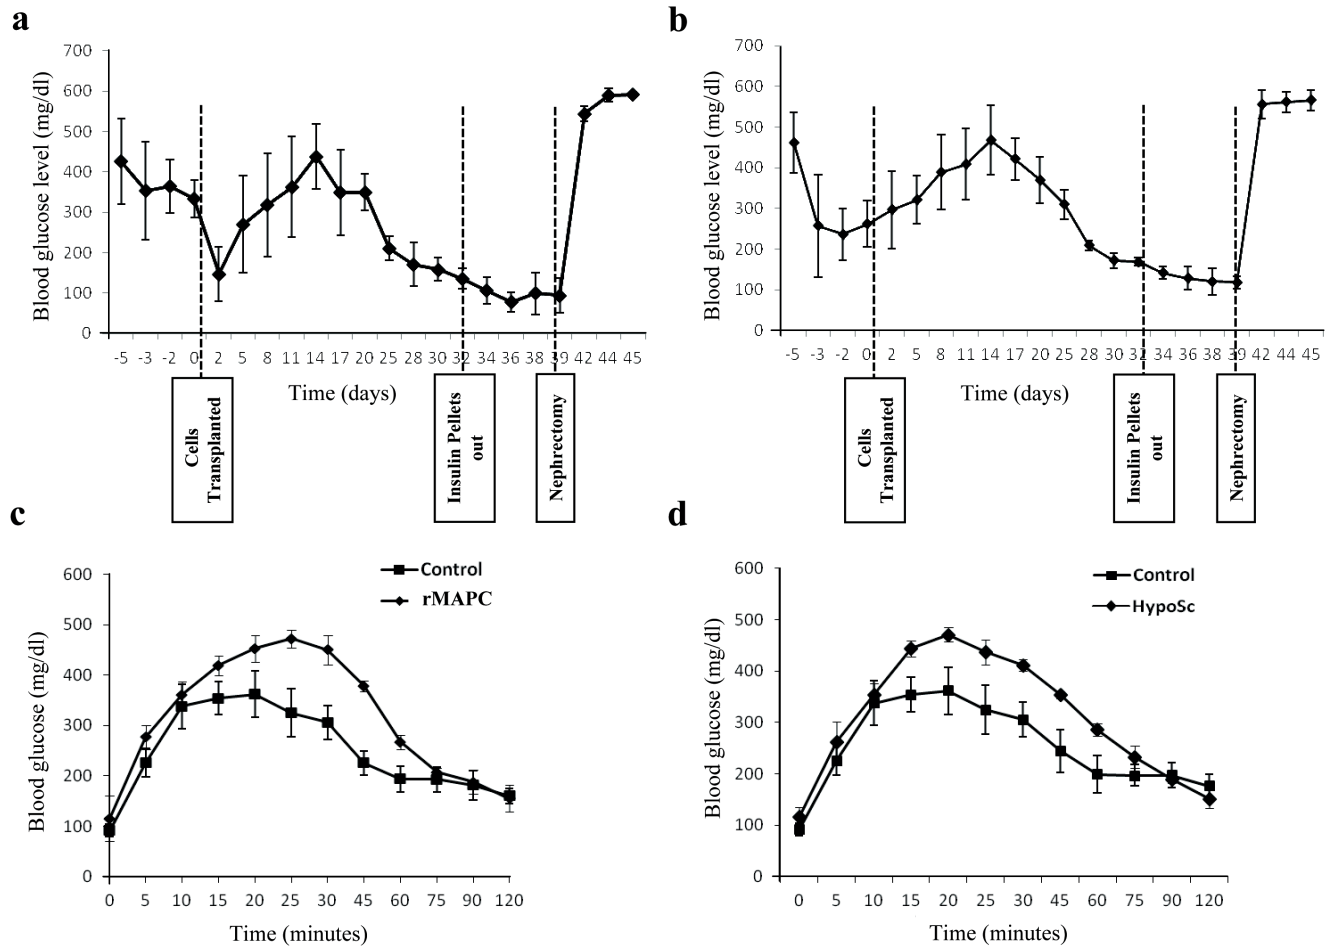 a
Blood glucose level (mg/dl)
700
600
500
400
300
200
100
0
-5 -3 -2 0 2 5 8 11 14 17 20 25 28 30 32 34 36 38 39 42 44 45
Time (days)
Cells
Transplanted
Insulin Pellets
out
Nephrectomy
b
Blood glucose level (mg/dl)
700
600
500
400
300
200
100
0
-5 -3 -2 0 2 5 8 11 14 17 20 25 28 30 32 34 36 38 39 42 44 45
Time (days)
Cells
Transplanted
Insulin Pellets
out
Nephrectomy
c
Control
rMAPC
Blood glucose (mg/dl)
600
500
400
300
200
100
0
0 5 10 15 20 25 30 45 60 75 90 120
Time (minutes)
d
Control
HypoSc
Blood glucose (mg/dl)
600
500
400
300
200
100
0
0 5 10 15 20 25 30 45 60 75 90 120
Time (minutes)